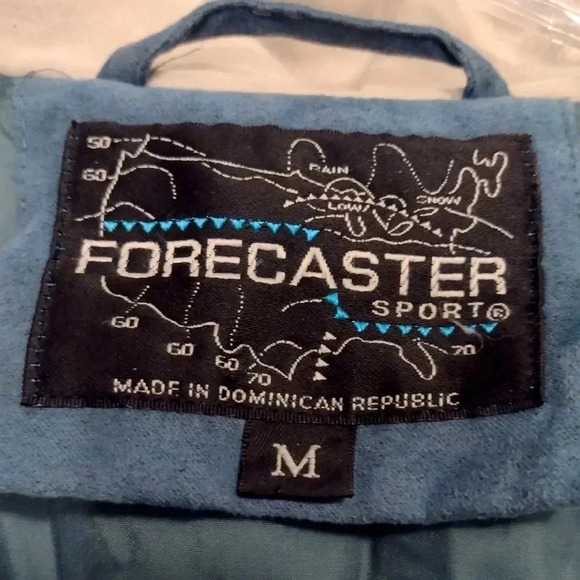 50
60
RAIN
LOW
SNOW
FORECASTER
SPORT®
60
60
60
70
70
MADE IN DOMINICAN REPUBLIC
M